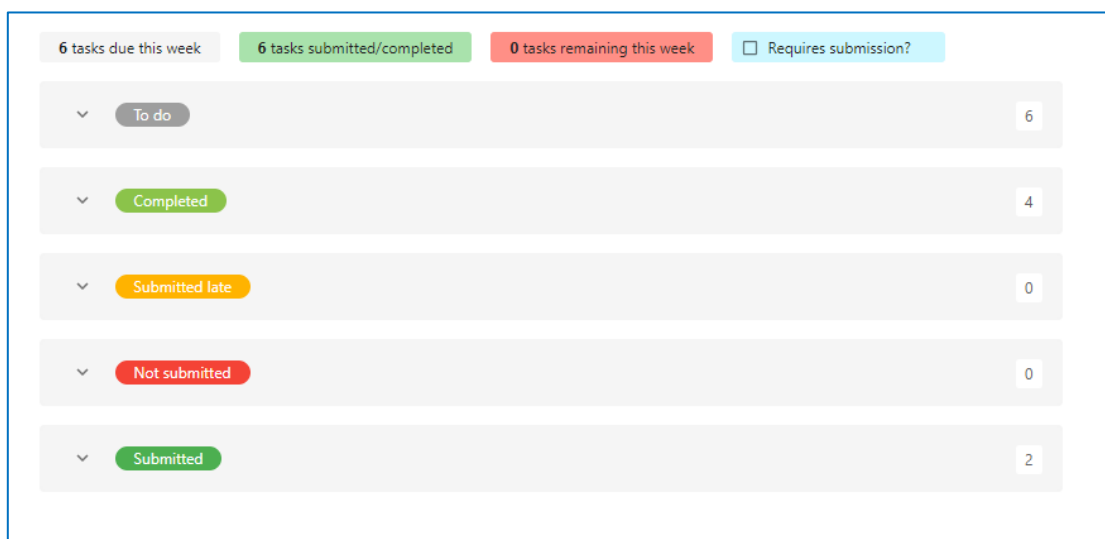 6 tasks due this week 6 tasks submitted/completed 0 tasks remaining this week Requires submission?
To do 6
Completed 4
Submitted late 0
Not submitted 0
Submitted 2